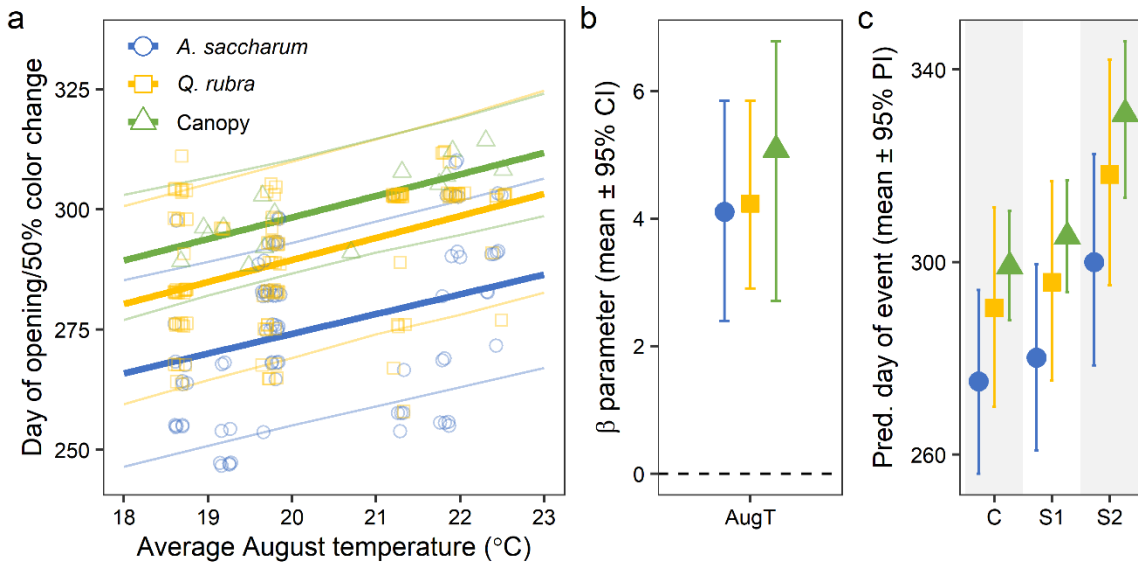 a
Day of opening/50% color change
325
300
275
250
A. saccharum
Q. rubra
Canopy
18 19 20 21 22 23
Average August temperature (°C)
b
β parameter (mean ± 95% CI)
6
4
2
0
AugT
c
Pred. day of event (mean ± 95% PI)
340
300
260
C S1 S2